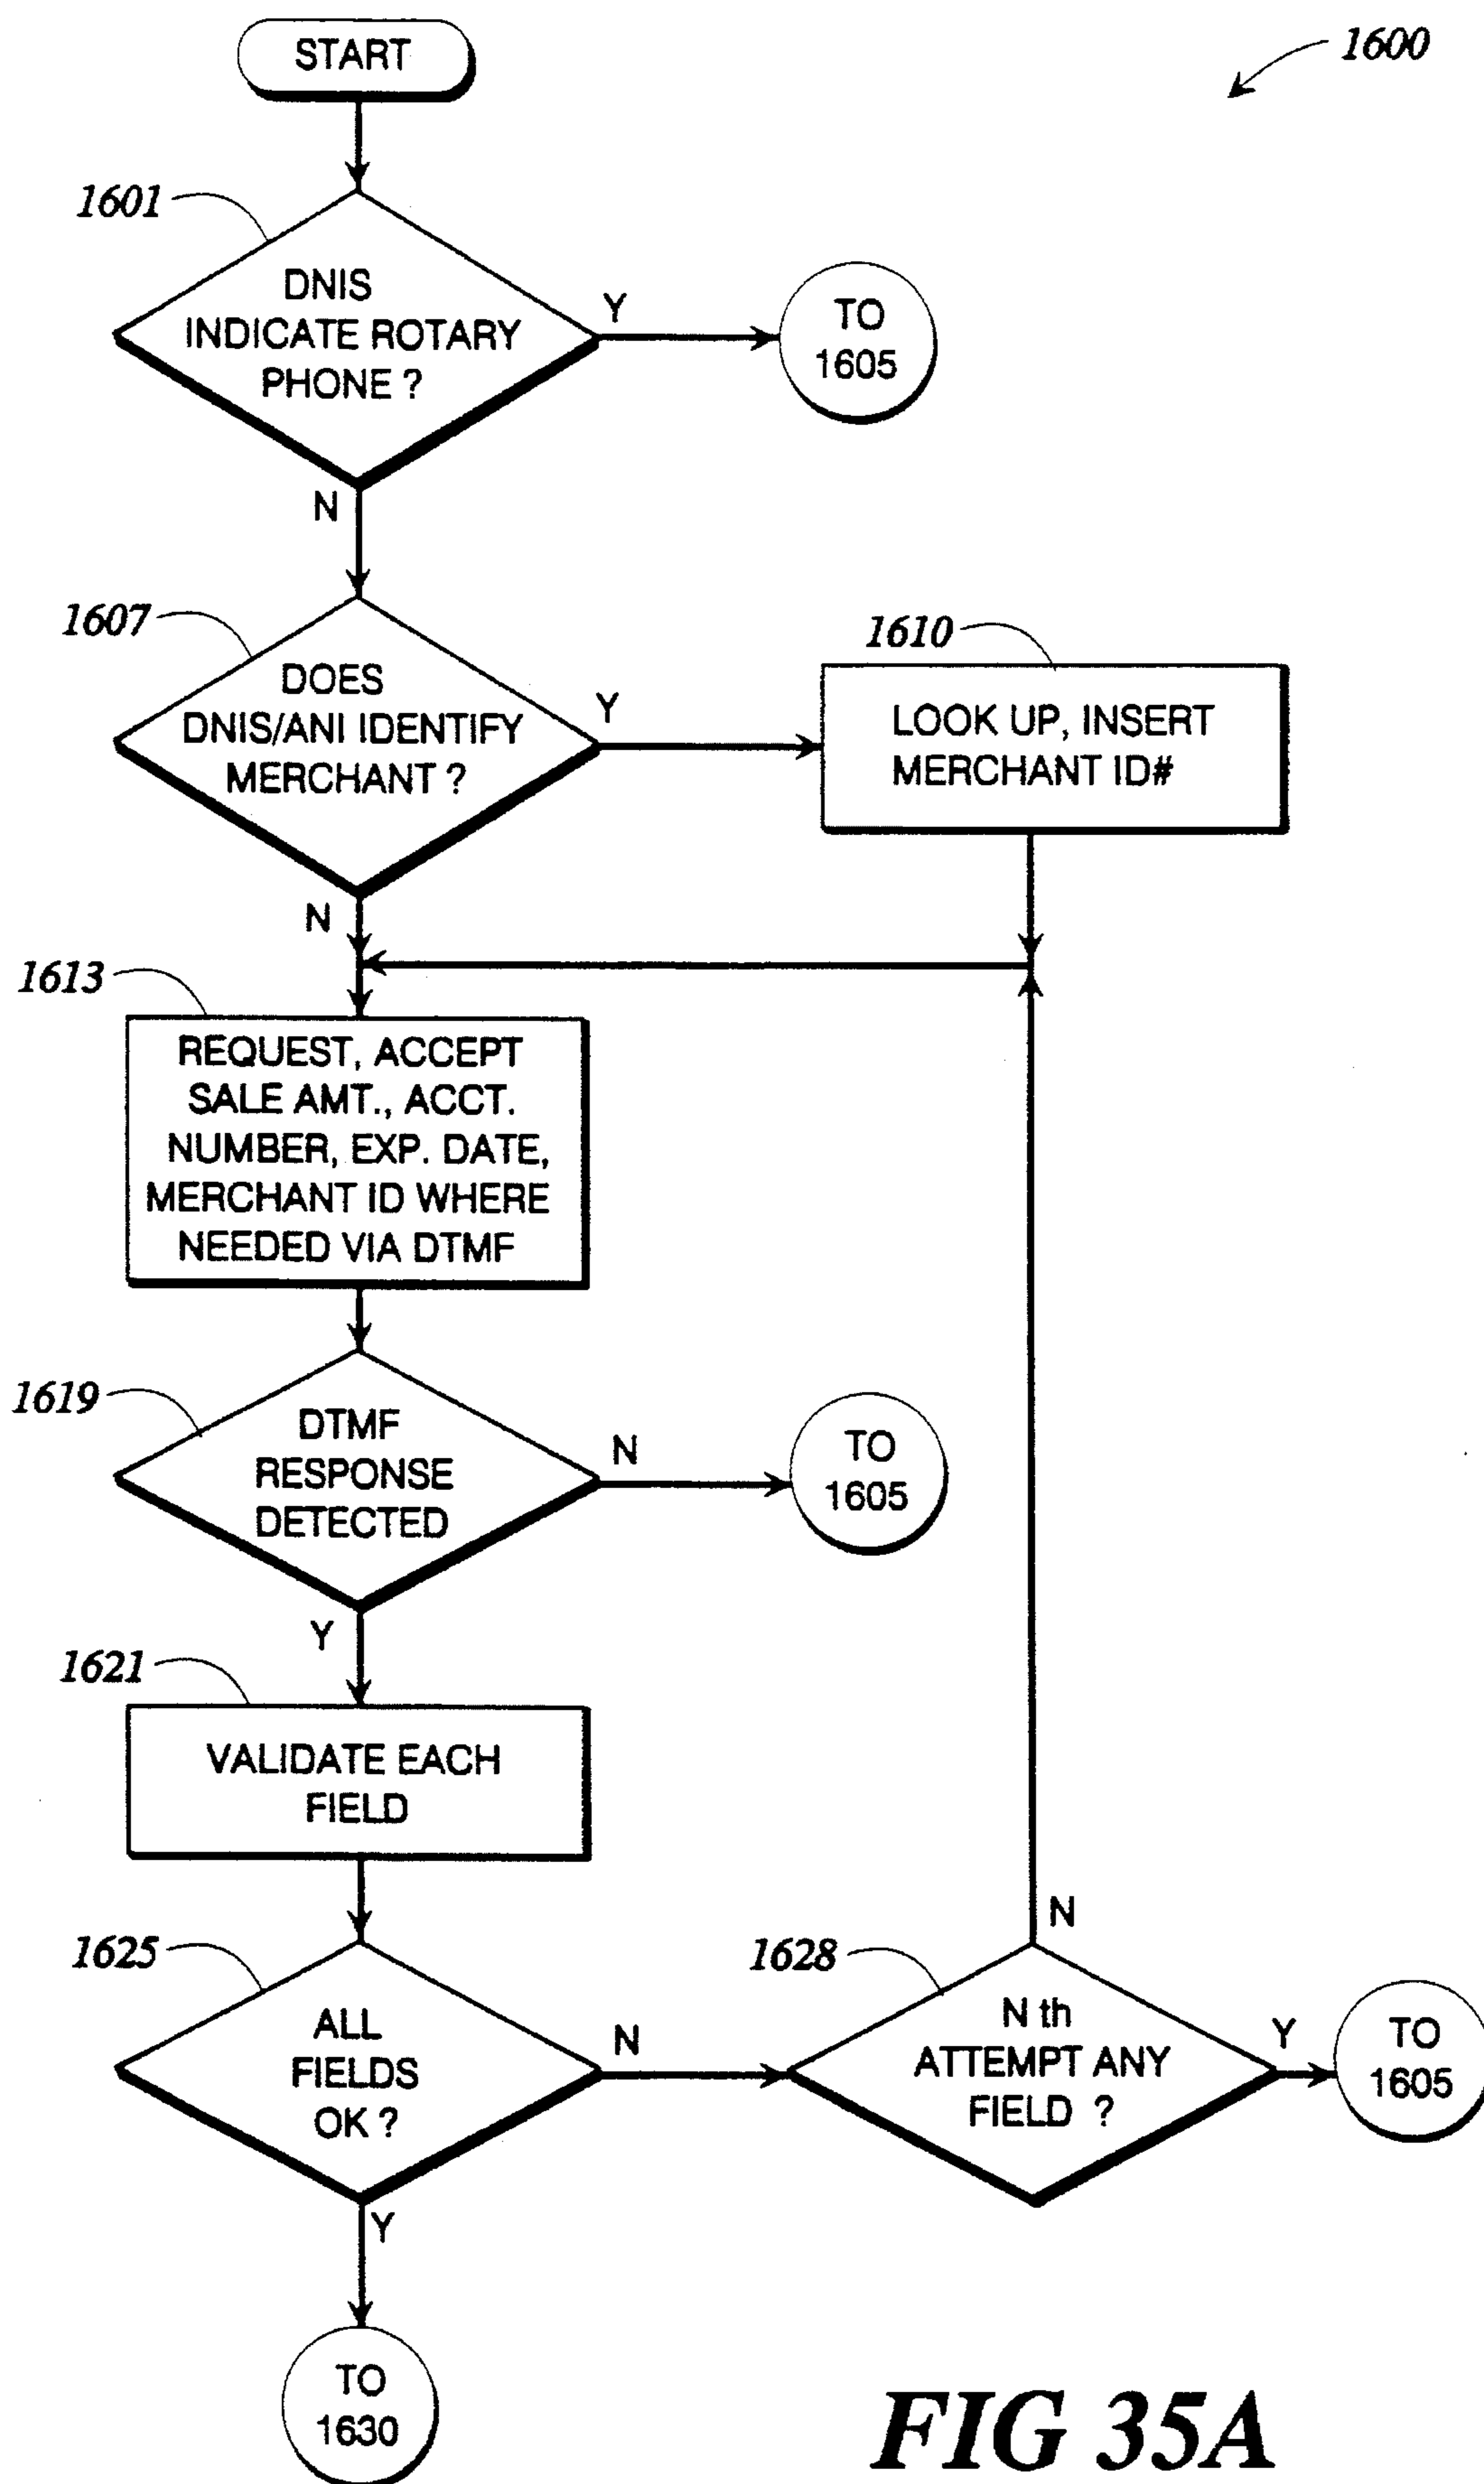 START
1600
1601
DNIS
INDICATE ROTARY
PHONE ?
Y
TO
1605
N
1607
DOES
DNIS/ANI IDENTIFY
MERCHANT ?
Y
1610
LOOK UP, INSERT
MERCHANT ID#
N
1613
REQUEST, ACCEPT
SALE AMT., ACCT.
NUMBER, EXP. DATE,
MERCHANT ID WHERE
NEEDED VIA DTMF
1619
DTMF
RESPONSE
DETECTED
N
TO
1605
Y
1621
VALIDATE EACH
FIELD
1625
ALL
FIELDS
OK ?
N
1628
N th
ATTEMPT ANY
FIELD ?
N
Y
TO
1605
Y
TO
1630
FIG 35A